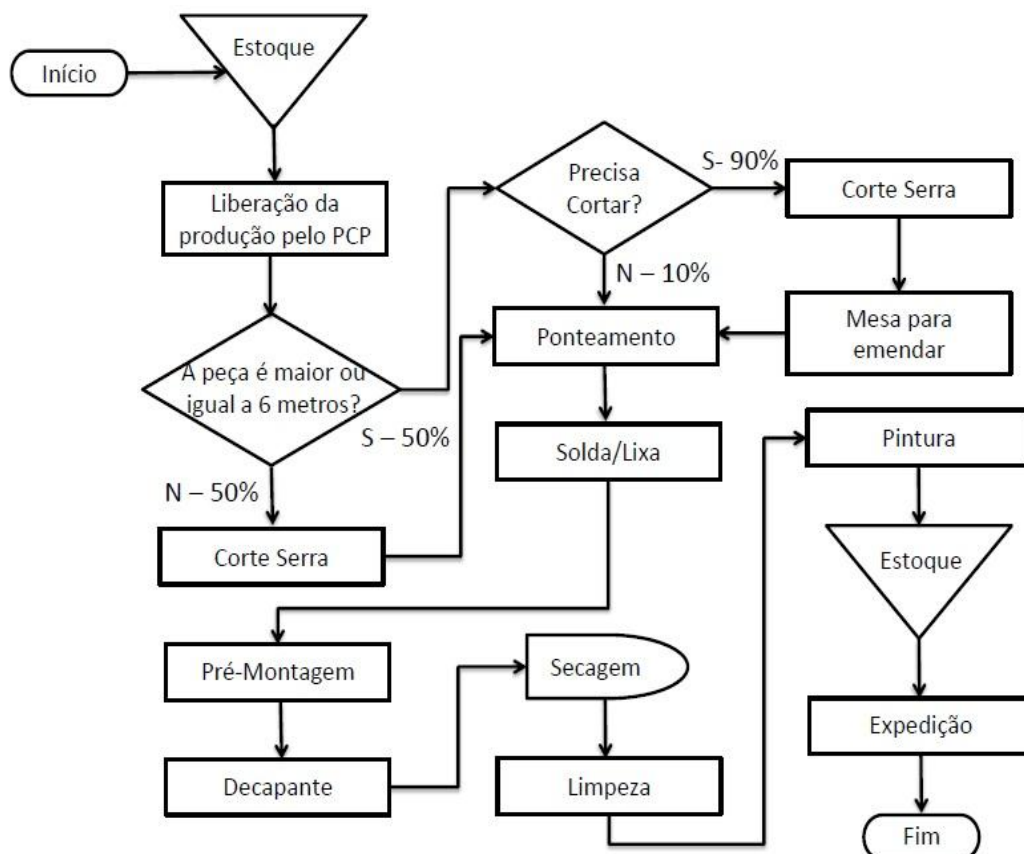 Estoque
Início
Liberação da
produção pelo PCP
A peça é maior ou
igual a 6 metros?
S – 50%
N – 50%
Corte Serra
Precisa
Cortar?
S- 90%
Corte Serra
N – 10%
Mesa para
emendar
Ponteamento
Solda/Lixa
Pré-Montagem
Decapante
Secagem
Limpeza
Pintura
Estoque
Expedição
Fim